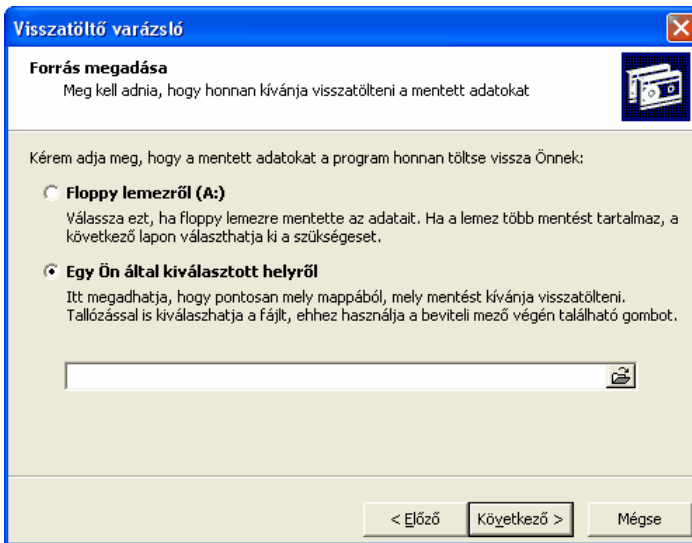 Visszatöltő varázsló
Forrás megadása
Meg kell adnia, hogy honnan kívánja visszatölteni a mentett adatokat
Kérem adja meg, hogy a mentett adatokat a program honnan töltse vissza Önnek:
Floppy lemezről (A:)
Válassza ezt, ha floppy lemezre mentette az adatait. Ha a lemez több mentést tartalmaz, a
következő lapon választhatja ki a szükségeset.
Egy Ön által kiválasztott helyről
Itt megadhatja, hogy pontosan mely mappából, mely mentést kívánja visszatölteni.
Tallózással is kiválaszhatja a fájlt, ehhez használja a beviteli mező végén található gombot.
< Előző
Következő >
Mégse